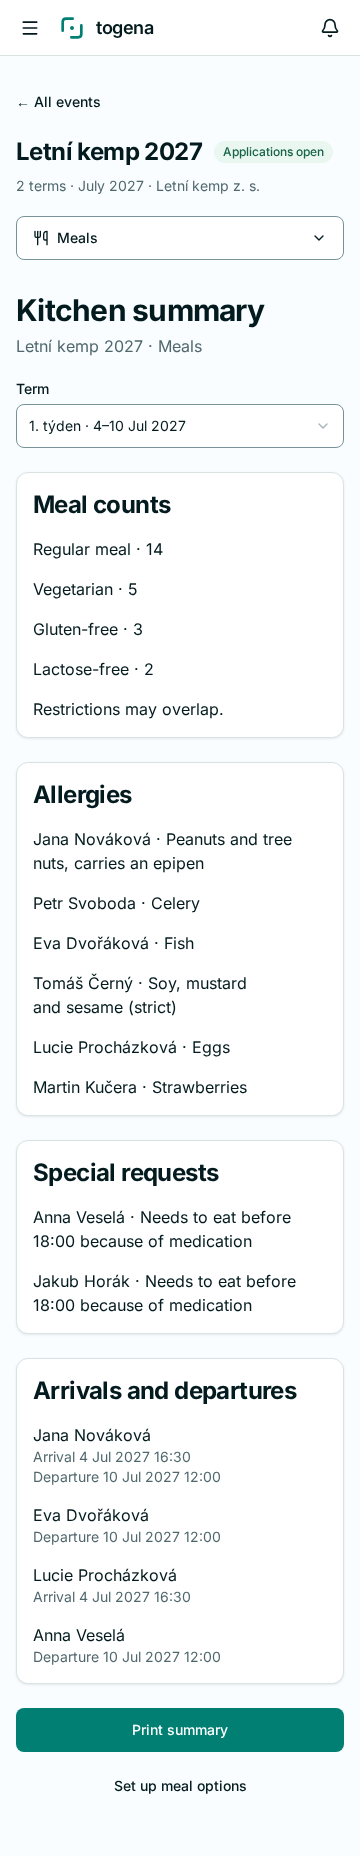 togena
← All events
Letní kemp 2027 Applications open
2 terms · July 2027 · Letní kemp z. s.
Meals
Kitchen summary
Letní kemp 2027 · Meals
Term
1. týden · 4–10 Jul 2027
Meal counts
Regular meal · 14
Vegetarian · 5
Gluten-free · 3
Lactose-free · 2
Restrictions may overlap.
Allergies
Jana Nováková · Peanuts and tree
nuts, carries an epipen
Petr Svoboda · Celery
Eva Dvořáková · Fish
Tomáš Černý · Soy, mustard
and sesame (strict)
Lucie Procházková · Eggs
Martin Kučera · Strawberries
Special requests
Anna Veselá · Needs to eat before
18:00 because of medication
Jakub Horák · Needs to eat before
18:00 because of medication
Arrivals and departures
Jana Nováková
Arrival 4 Jul 2027 16:30
Departure 10 Jul 2027 12:00
Eva Dvořáková
Departure 10 Jul 2027 12:00
Lucie Procházková
Arrival 4 Jul 2027 16:30
Anna Veselá
Departure 10 Jul 2027 12:00
Print summary
Set up meal options